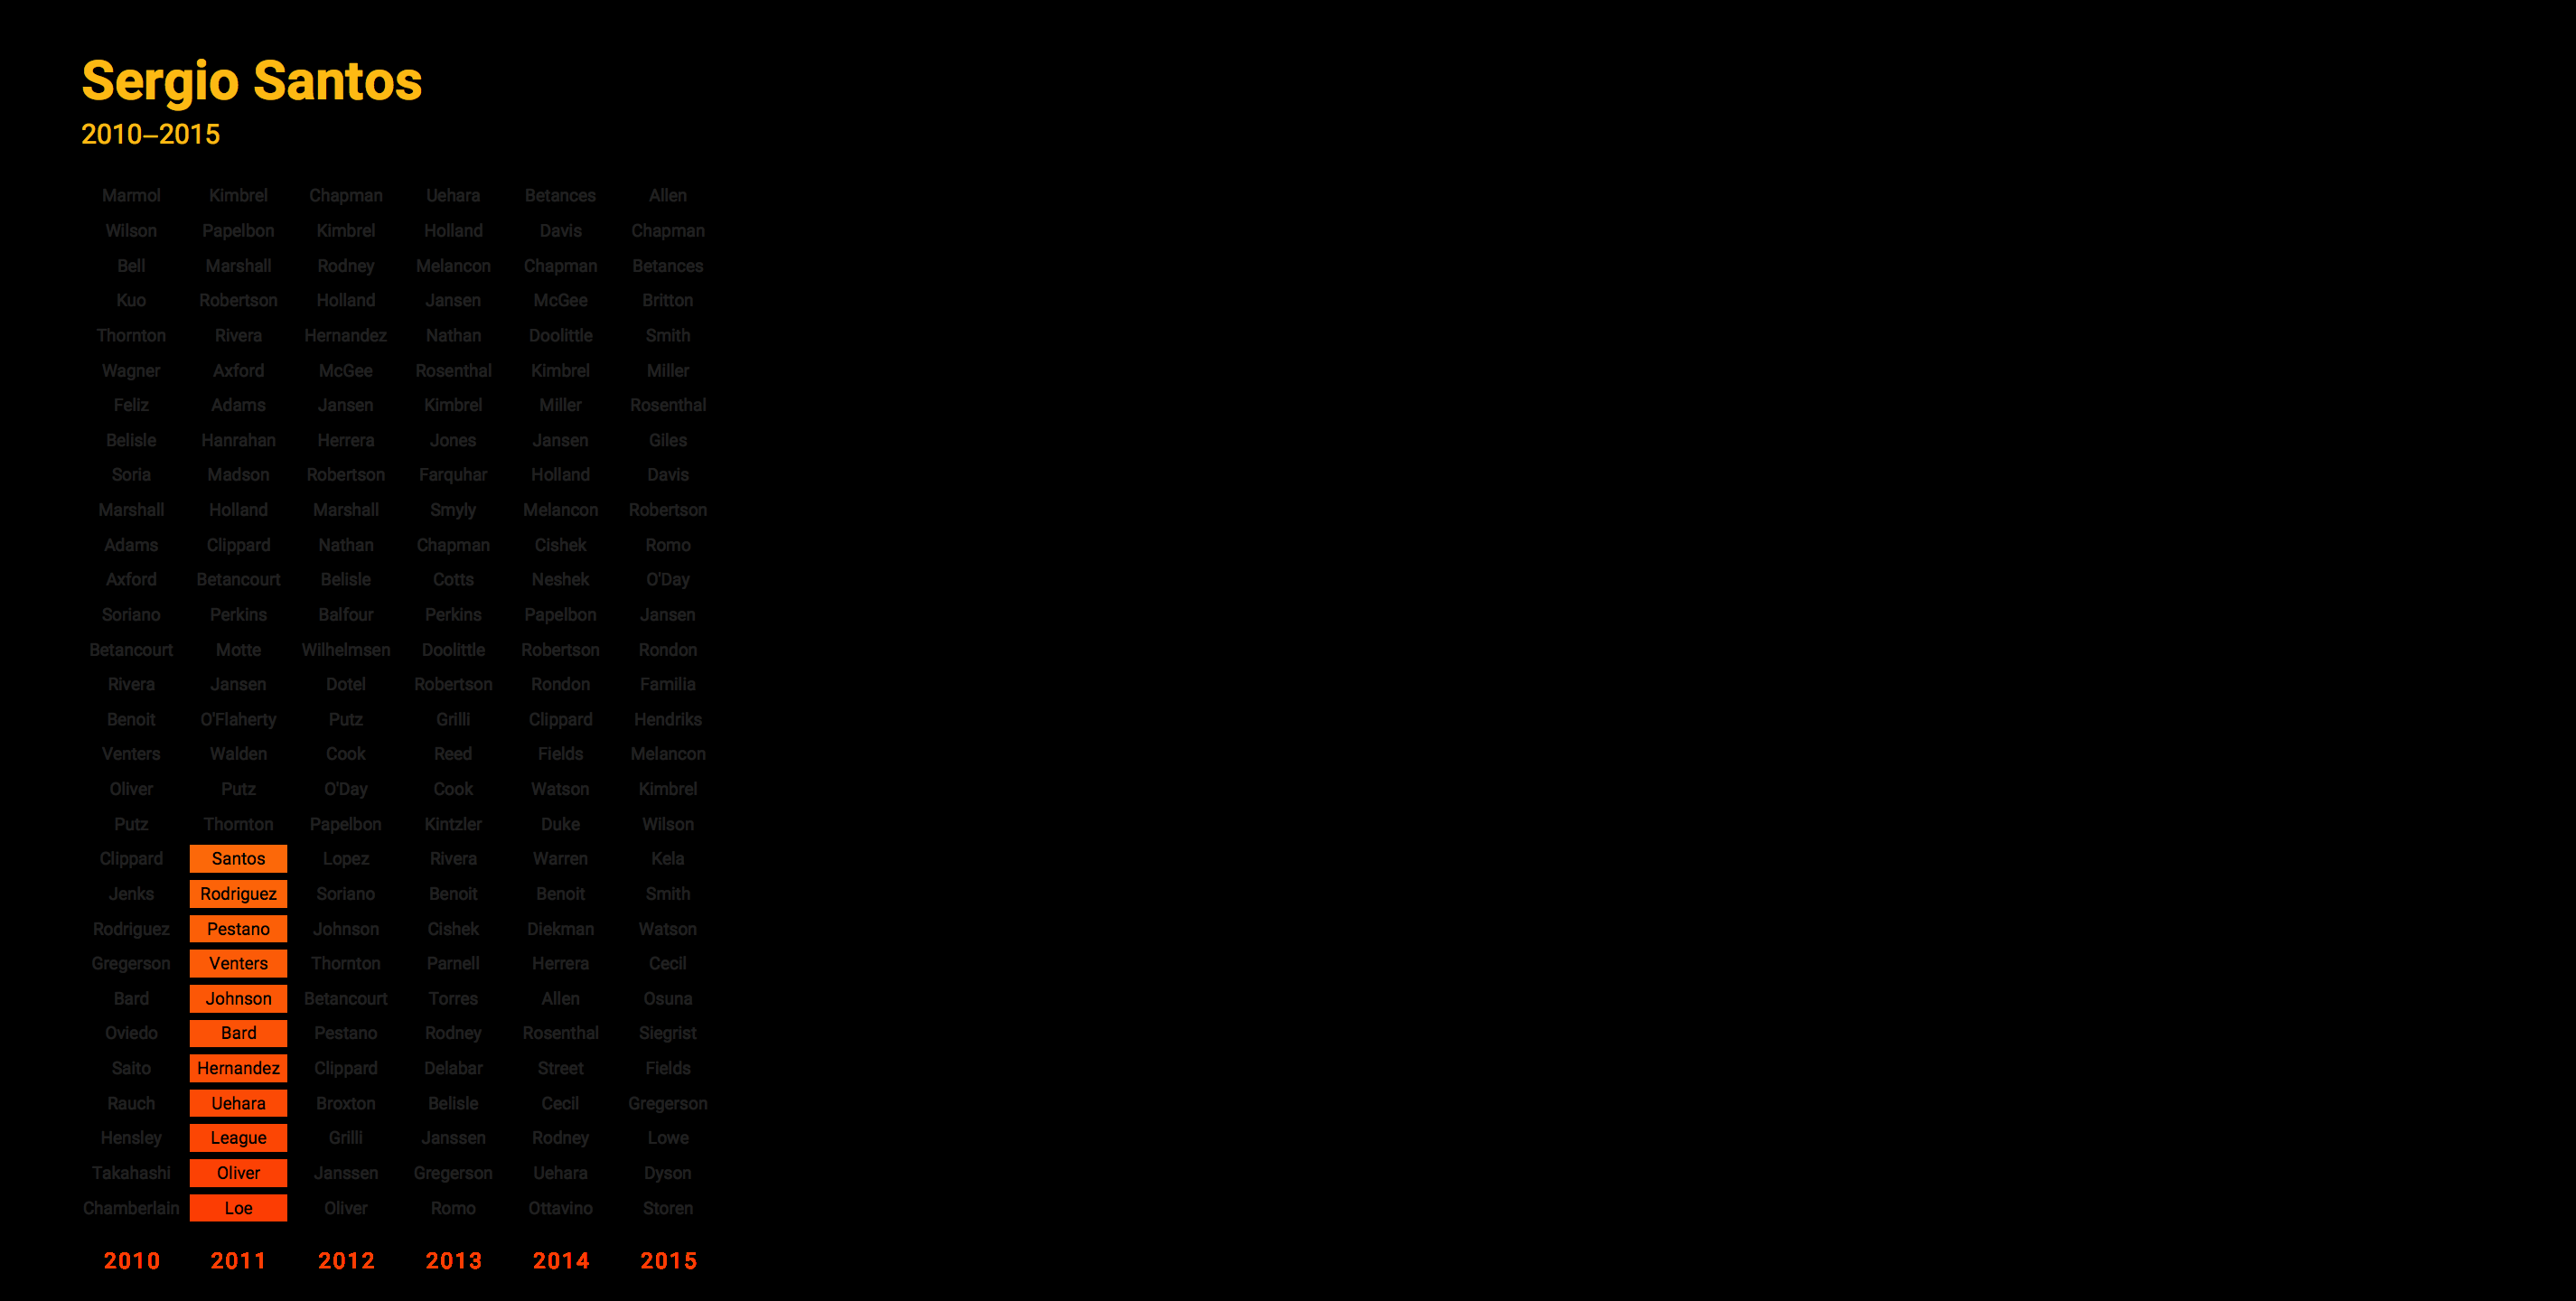 Sergio Santos
2010–2015
Marmol Kimbrel Chapman Uehara Betances Allen
Wilson Papelbon Kimbrel Holland Davis Chapman
Bell Marshall Rodney Melancon Chapman Betances
Kuo Robertson Holland Jansen McGee Britton
Thornton Rivera Hernandez Nathan Doolittle Smith
Wagner Axford McGee Rosenthal Kimbrel Miller
Feliz Adams Jansen Kimbrel Miller Rosenthal
Belisle Hanrahan Herrera Jones Jansen Giles
Soria Madson Robertson Farquhar Holland Davis
Marshall Holland Marshall Smyly Melancon Robertson
Adams Clippard Nathan Chapman Cishek Romo
Axford Betancourt Belisle Cotts Neshek O'Day
Soriano Perkins Balfour Perkins Papelbon Jansen
Betancourt Motte Wilhelmsen Doolittle Robertson Rondon
Rivera Jansen Dotel Robertson Rondon Familia
Benoit O'Flaherty Putz Grilli Clippard Hendriks
Venters Walden Cook Reed Fields Melancon
Oliver Putz O'Day Cook Watson Kimbrel
Putz Thornton Papelbon Kintzler Duke Wilson
Clippard Santos Lopez Rivera Warren Kela
Jenks Rodriguez Soriano Benoit Benoit Smith
Rodriguez Pestano Johnson Cishek Diekman Watson
Gregerson Venters Thornton Parnell Herrera Cecil
Bard Johnson Betancourt Torres Allen Osuna
Oviedo Bard Pestano Rodney Rosenthal Siegrist
Saito Hernandez Clippard Delabar Street Fields
Rauch Uehara Broxton Belisle Cecil Gregerson
Hensley League Grilli Janssen Rodney Lowe
Takahashi Oliver Janssen Gregerson Uehara Dyson
Chamberlain Loe Oliver Romo Ottavino Storen
2010 2011 2012 2013 2014 2015